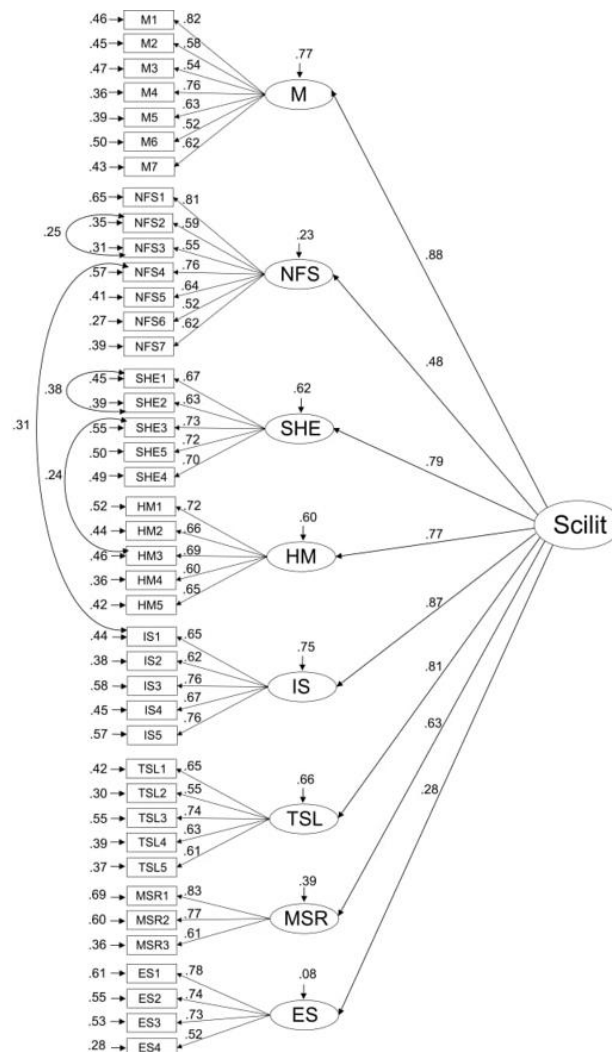 .46 M1 .82
.45 M2 .58
.47 M3 .54
.36 M4 .76
.39 M5 .63
.50 M6 .52
.43 M7 .62
.77
M
.88
.65 NFS1 .81
.35 NFS2 .59
.31 NFS3 .55
.57 NFS4 .76
.41 NFS5 .64
.27 NFS6 .52
.39 NFS7 .62
.25
.23
NFS
.48
.45 SHE1 .67
.39 SHE2 .63
.55 SHE3 .73
.50 SHE5 .72
.49 SHE4 .70
.38
.31
.24
.62
SHE
.79
Scilit
.52 HM1 .72
.44 HM2 .66
.46 HM3 .69
.36 HM4 .60
.42 HM5 .65
.60
HM
.77
.44 IS1 .65
.38 IS2 .62
.58 IS3 .76
.45 IS4 .67
.57 IS5 .76
.75
IS
.87
.42 TSL1 .65
.30 TSL2 .55
.55 TSL3 .74
.39 TSL4 .63
.37 TSL5 .61
.66
TSL
.81
.69 MSR1 .83
.60 MSR2 .77
.36 MSR3 .61
.39
MSR
.63
.61 ES1 .78
.55 ES2 .74
.53 ES3 .73
.28 ES4 .52
.08
ES
.28